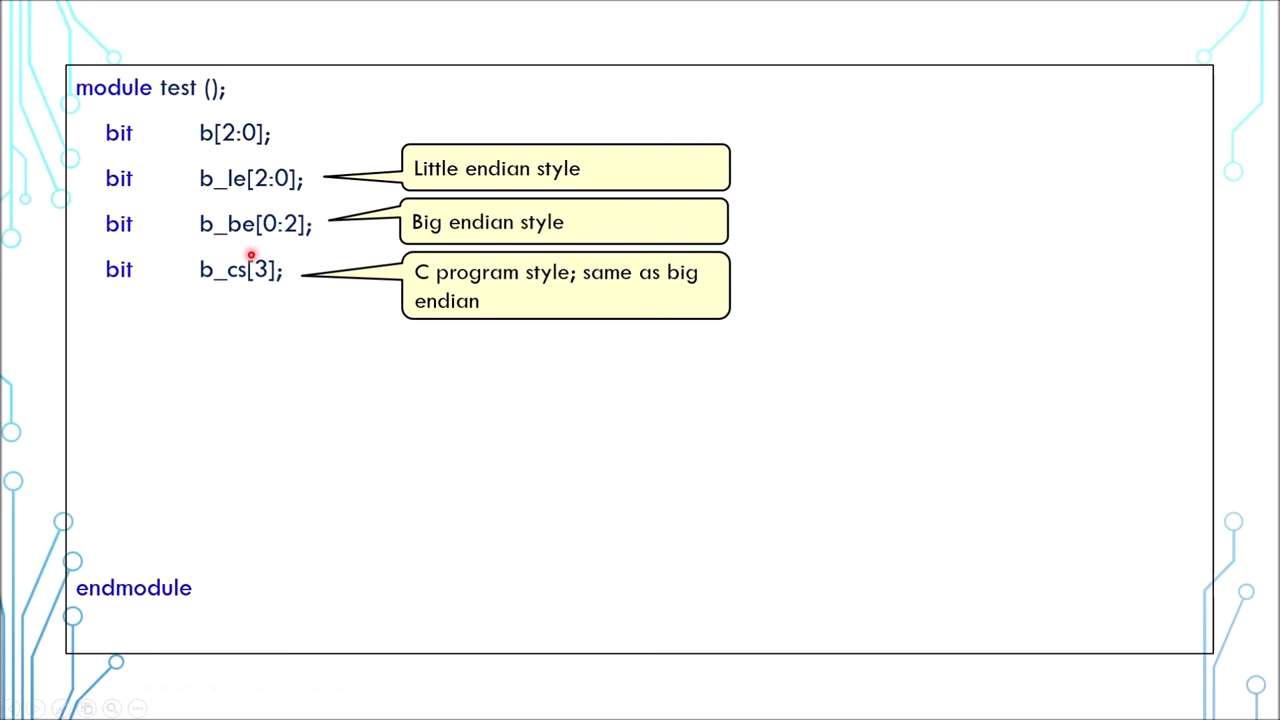 module test ();
bit b[2:0];
bit b_le[2:0];
Little endian style
bit b_be[0:2];
Big endian style
bit b_cs[3];
C program style; same as big
endian
endmodule